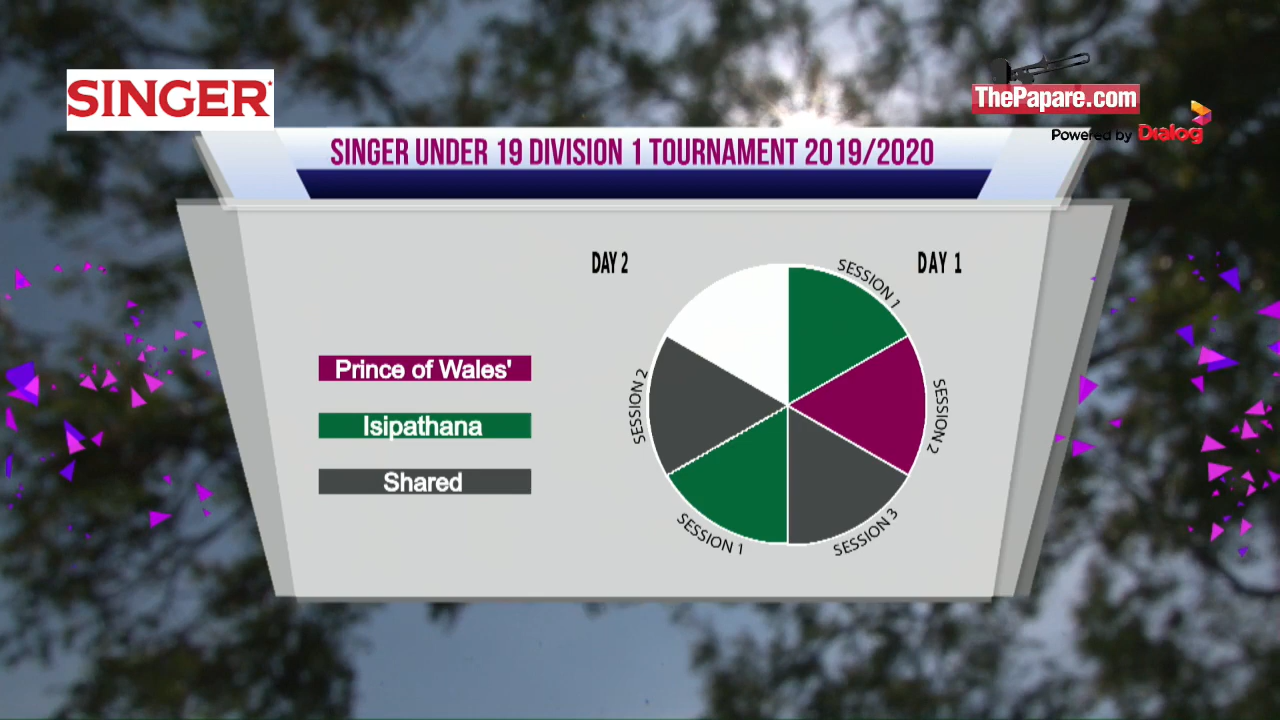 SINGER
ThePapare.com
Powered by Dialog
SINGER UNDER 19 DIVISION 1 TOURNAMENT 2019/2020
DAY 2
DAY 1
SESSION 1
SESSION 2
SESSION 3
SESSION 1
SESSION 2
Prince of Wales'
Isipathana
Shared